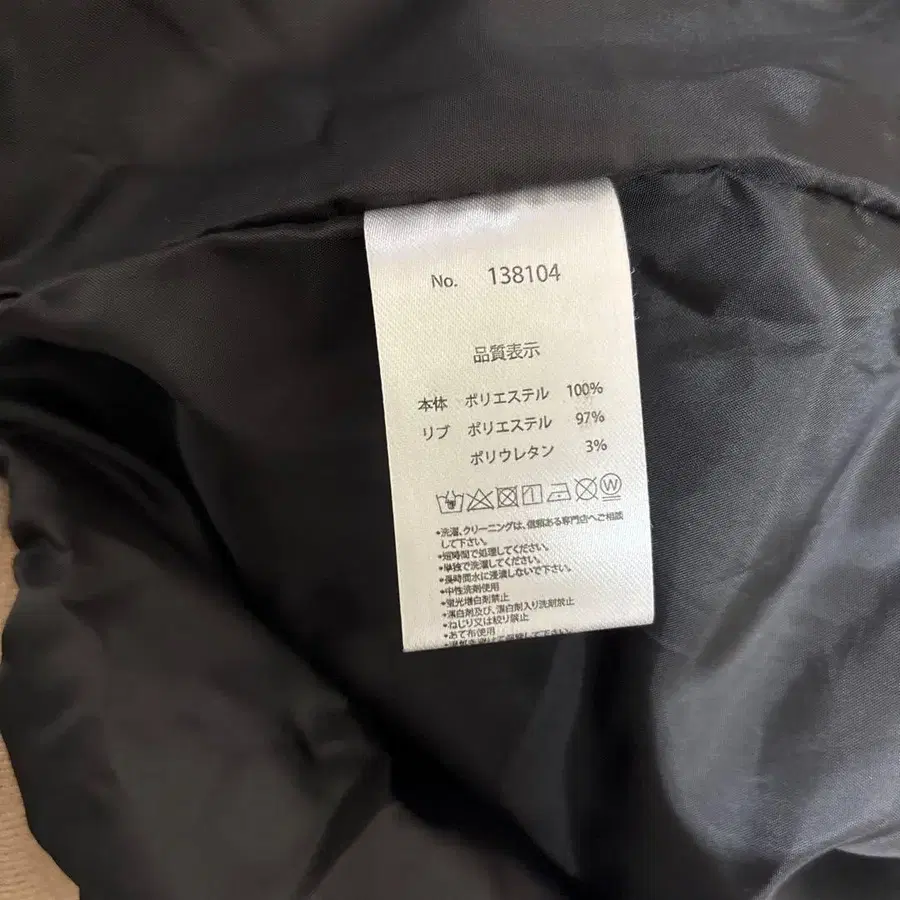 No. 138104
品質表示
本体 ポリエステル 100%
リブ ポリエステル 97%
ポリウレタン 3%
W
•洗濯、クリーニングは、信頼ある専門店へご相談
して下さい。
•短時間で処理してください。
•単独で洗濯してください。
•長時間水に浸漬しないで下さい。
•中性洗剤使用
•蛍光増白剤禁止
•漂白剤及び、漂白剤入り洗剤禁止
•ねじり又は絞り禁止
•あて布使用